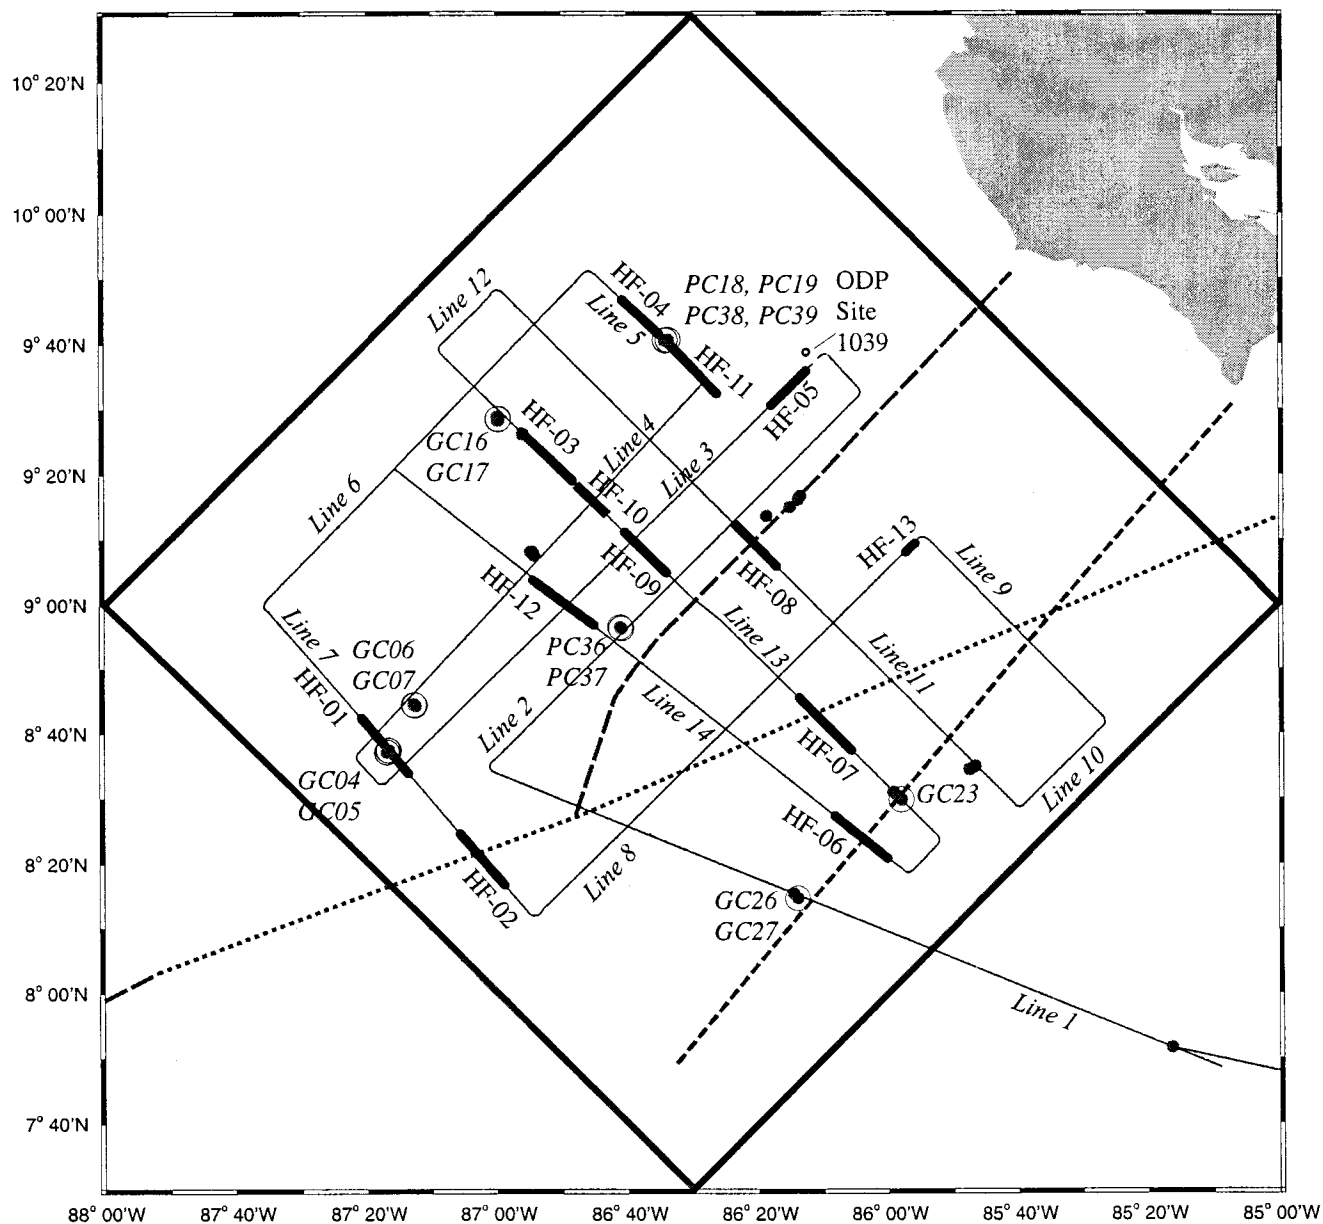 10° 20'N
10° 00'N
9° 40'N
9° 20'N
9° 00'N
8° 40'N
8° 20'N
8° 00'N
7° 40'N
88° 00'W
87° 40'W
87° 20'W
87° 00'W
86° 40'W
86° 20'W
86° 00'W
85° 40'W
85° 20'W
85° 00'W
Line 12
HF-04
Line 5
PC18, PC19
PC38, PC39
ODP
Site
1039
HF-11
HF-05
GC16
GC17
HF-03
Line 4
Line 3
HF-10
Line 6
HF-09
HF-08
HF-13
Line 9
HF-12
PC36
PC37
Line 7
GC06
GC07
HF-01
Line 13
Line 11
Line 2
Line 14
GC04
GC05
HF-07
GC23
Line 10
HF-06
Line 8
HF-02
GC26
GC27
Line 1